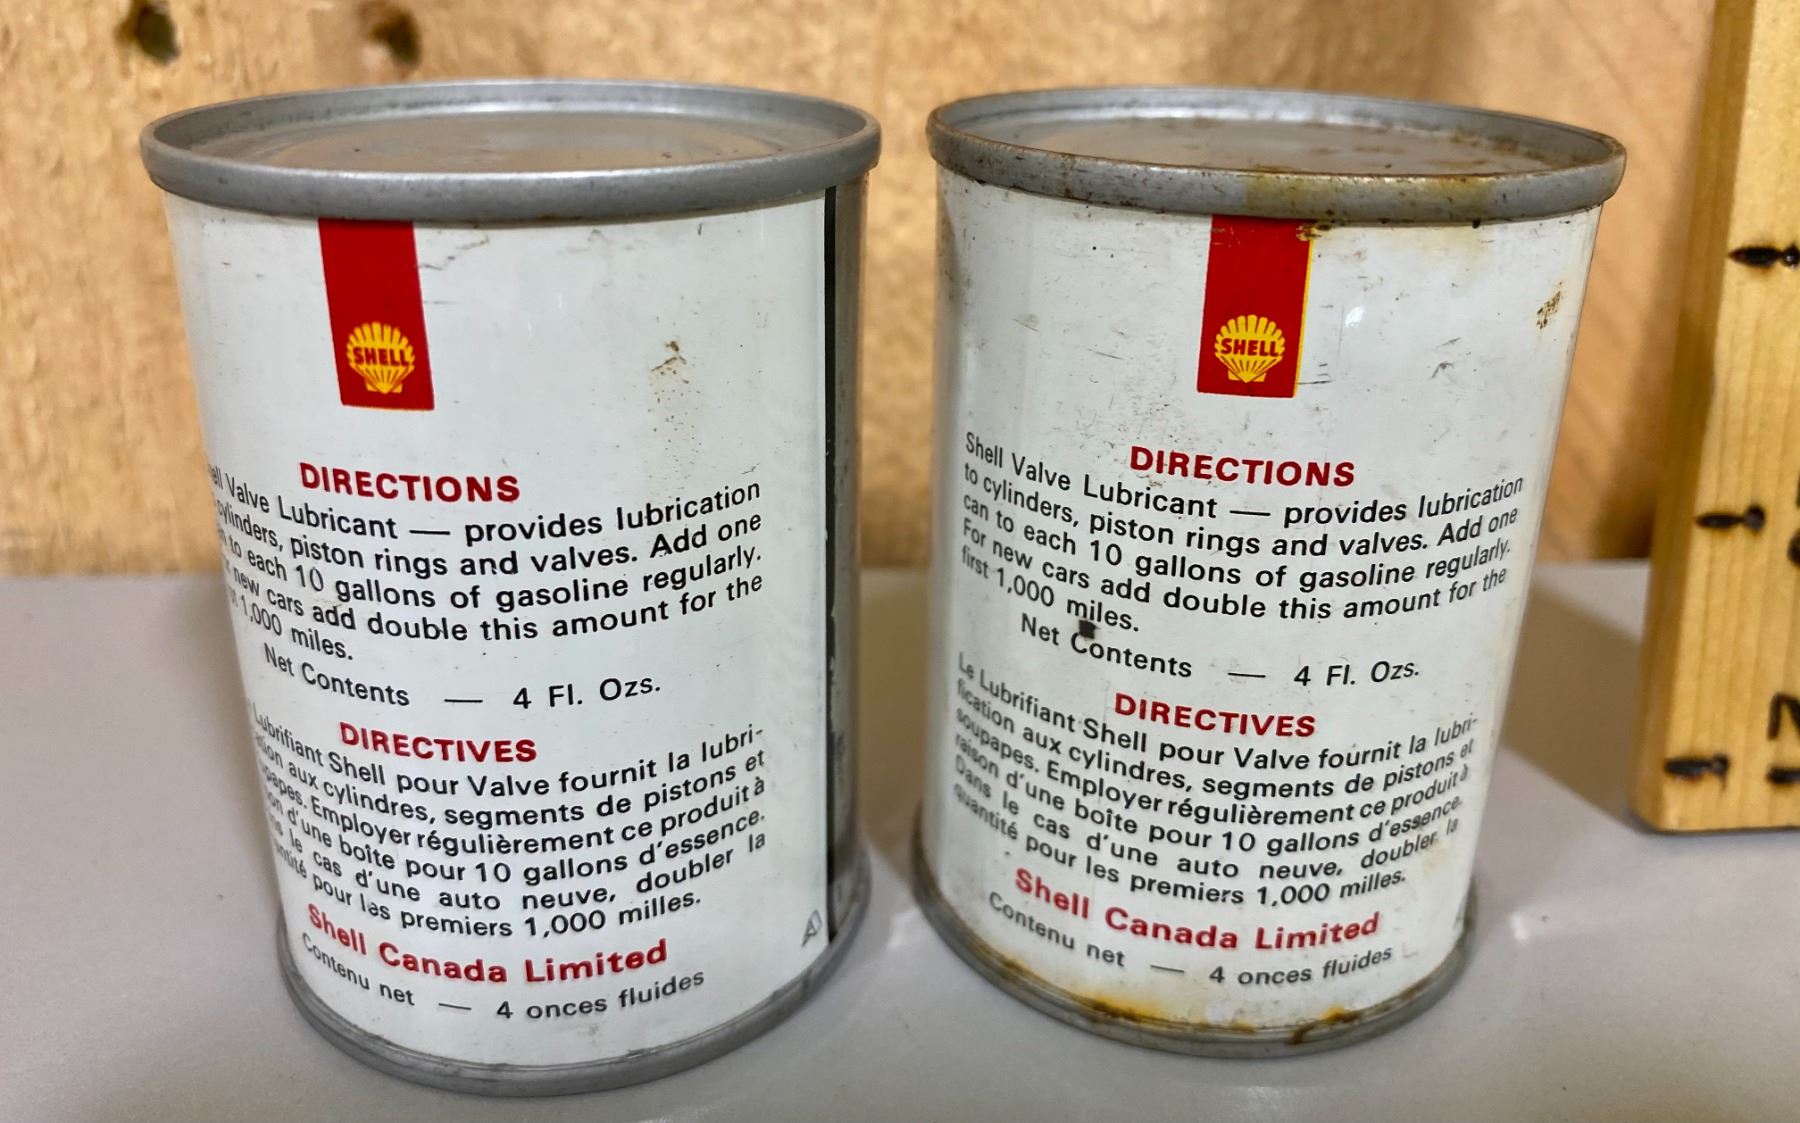 SHELL
DIRECTIONS
Valve Lubricant — provides lubrication
cylinders, piston rings and valves. Add one
to each 10 gallons of gasoline regularly.
new cars add double this amount for the
1,000 miles.
Net Contents — 4 Fl. Ozs.
DIRECTIVES
Lubrifiant Shell pour Valve fournit la lubri-
aux cylindres, segments de pistons et
Employer régulièrement ce produit à
d'une boîte pour 10 gallons d'essence.
le cas d'une auto neuve, doubler la
pour les premiers 1,000 milles.
Shell Canada Limited
Contenu net — 4 onces fluides
SHELL
DIRECTIONS
Shell Valve Lubricant — provides lubrication
to cylinders, piston rings and valves. Add one
can to each 10 gallons of gasoline regularly.
For new cars add double this amount for the
first 1,000 miles.
Net Contents — 4 Fl. Ozs.
DIRECTIVES
Le Lubrifiant Shell pour Valve fournit la lubri-
fication aux cylindres, segments de pistons et
soupapes. Employer régulièrement ce produit à
raison d'une boîte pour 10 gallons d'essence.
Dans le cas d'une auto neuve, doubler la
quantité pour les premiers 1,000 milles.
Shell Canada Limited
Contenu net — 4 onces fluides